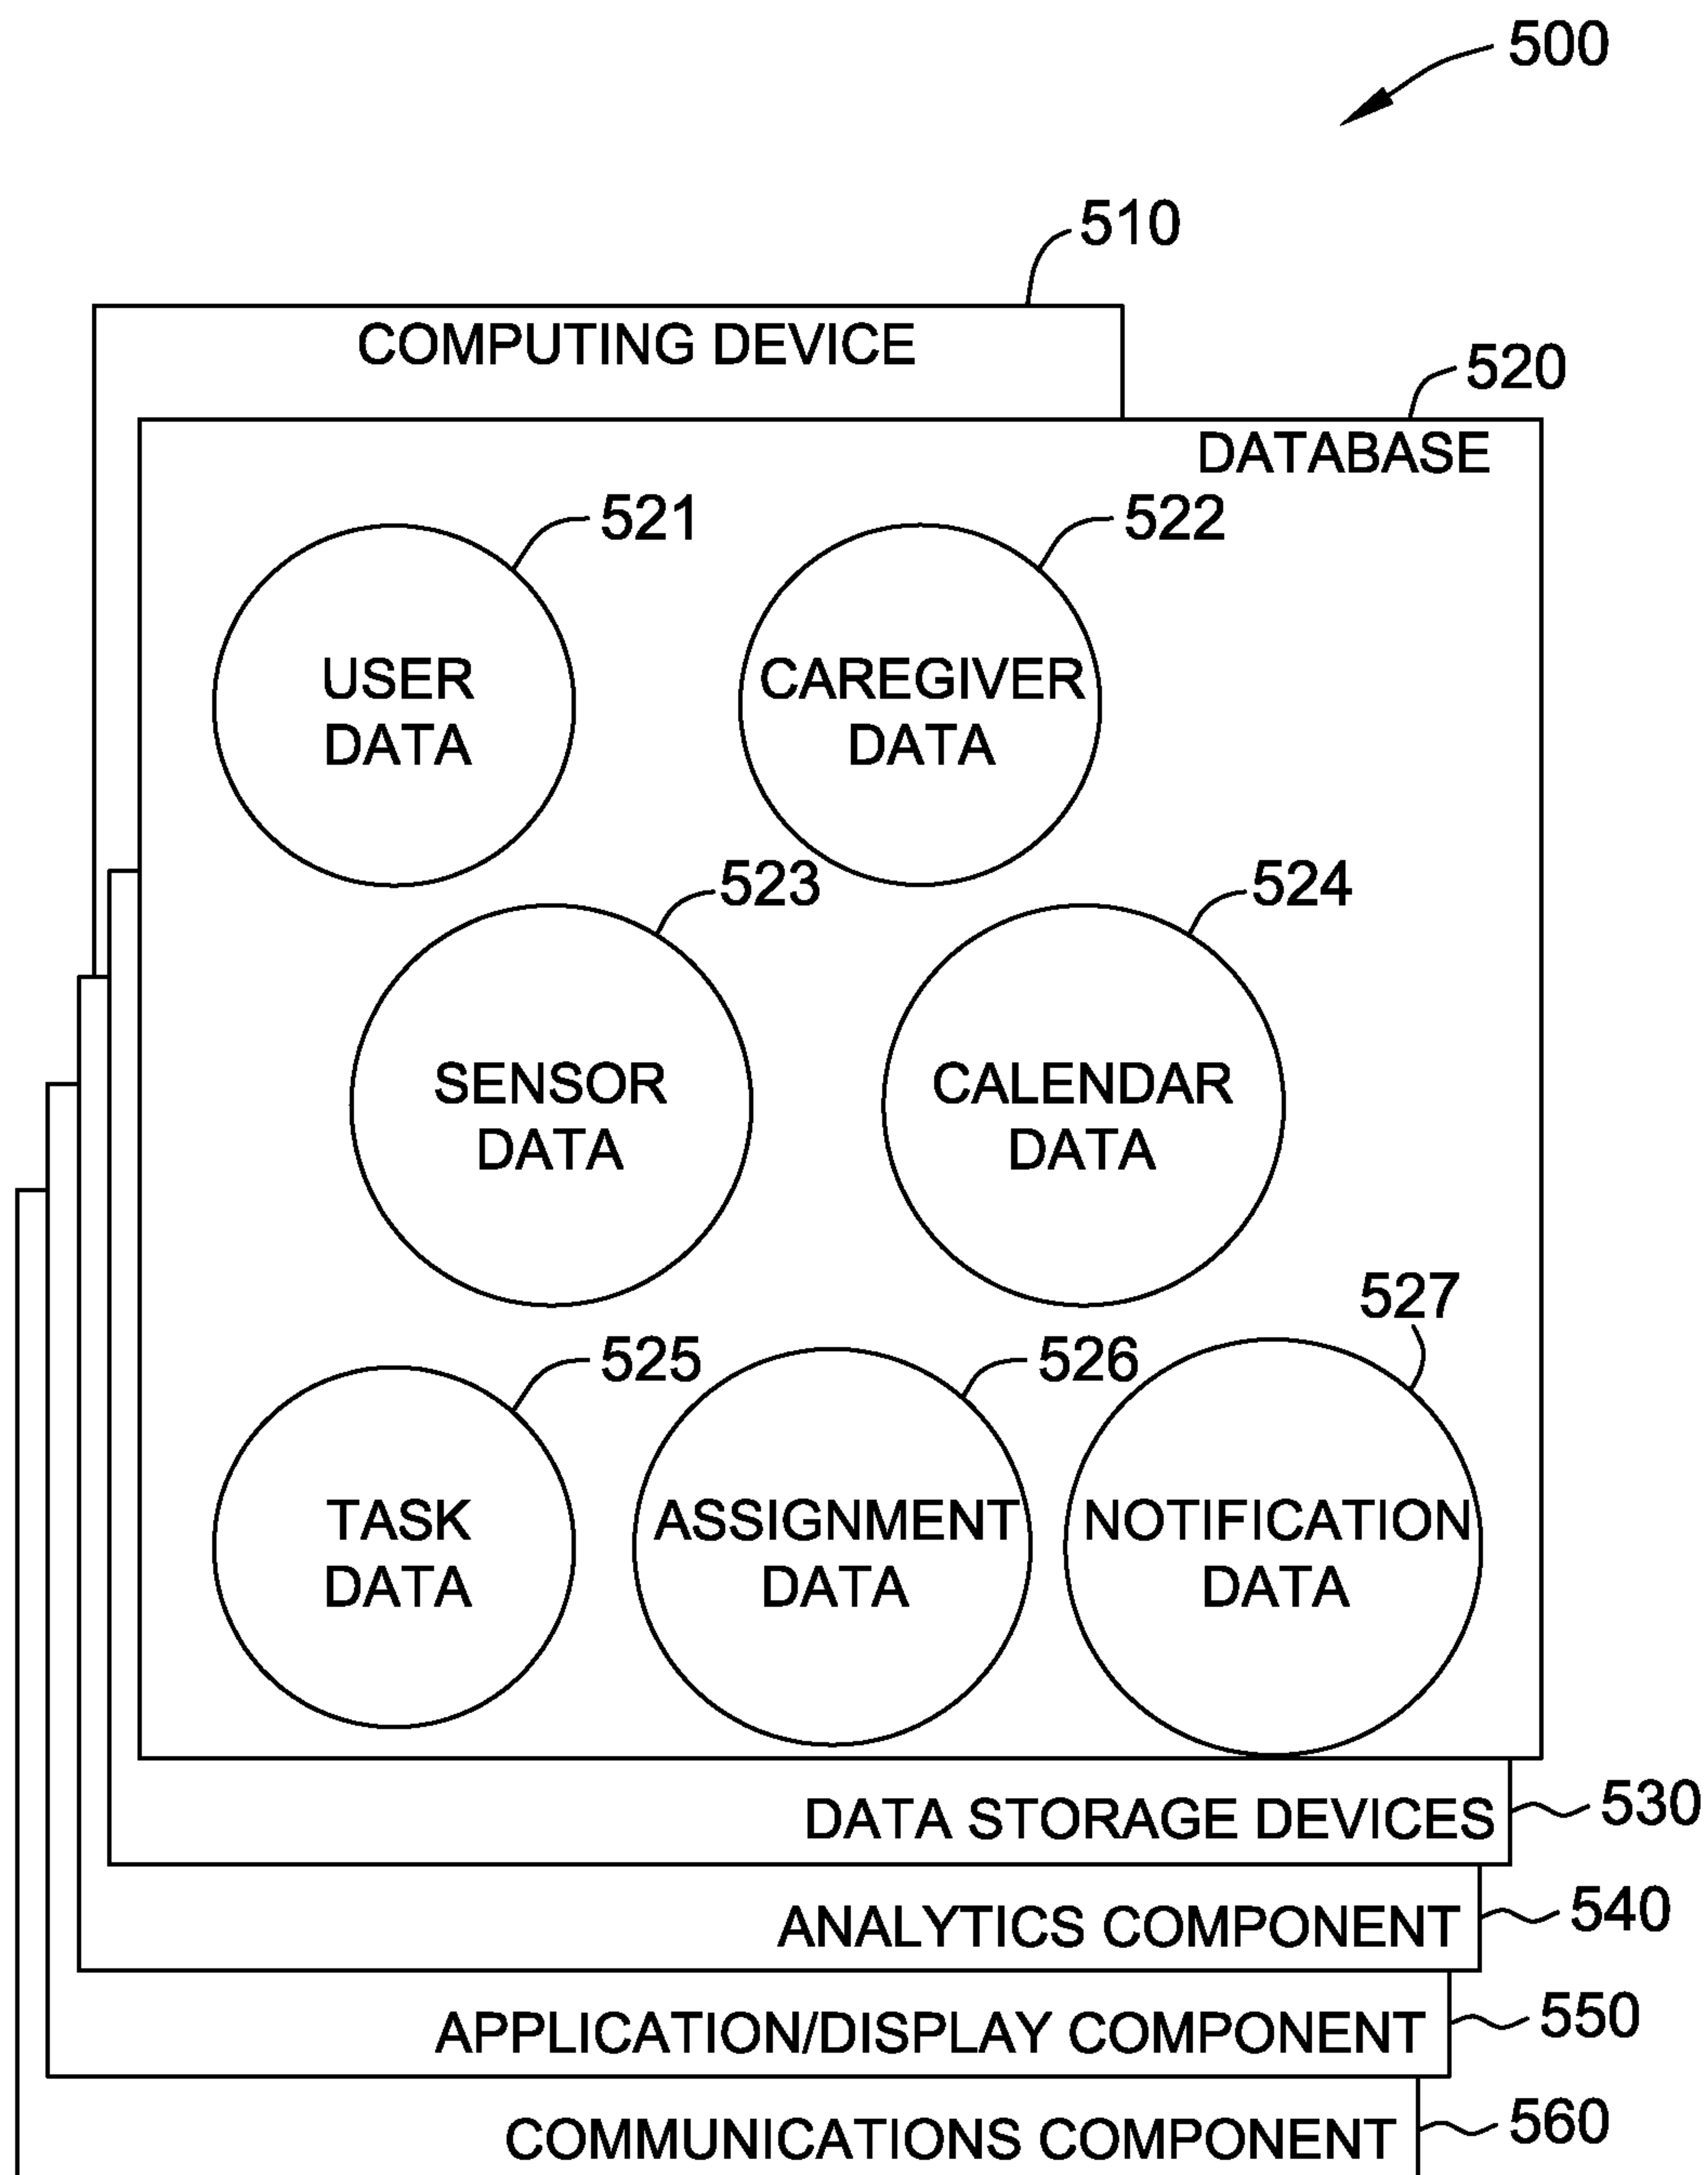 500
510
COMPUTING DEVICE
520
DATABASE
521
522
USER
DATA
CAREGIVER
DATA
523
524
SENSOR
DATA
CALENDAR
DATA
527
525
526
TASK
DATA
ASSIGNMENT
DATA
NOTIFICATION
DATA
DATA STORAGE DEVICES
530
ANALYTICS COMPONENT
540
APPLICATION/DISPLAY COMPONENT
550
COMMUNICATIONS COMPONENT
560